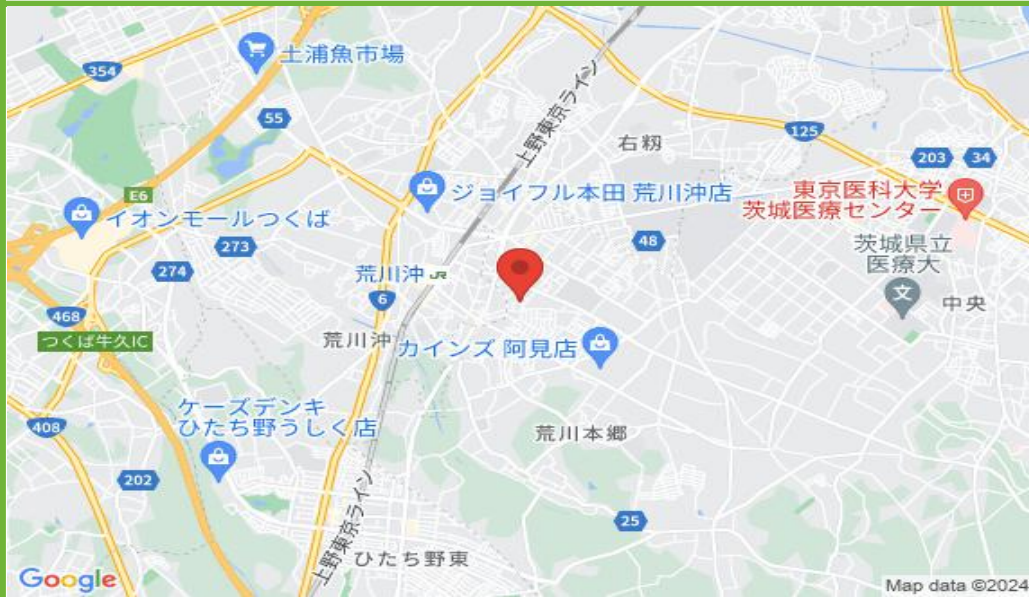 354
土浦魚市場
上野東京ライン
55
125
右籾
203
34
E6
ジョイフル本田 荒川沖店
東京医科大学
茨城医療センター
イオンモールつくば
273
48
茨城県立
医療大
274
荒川沖 JR
6
文
中央
468
つくば牛久IC
荒川沖
カインズ 阿見店
ケーズデンキ
ひたち野うしく店
408
荒川本郷
202
25
上野東京ライン
ひたち野東
Google
Map data ©2024